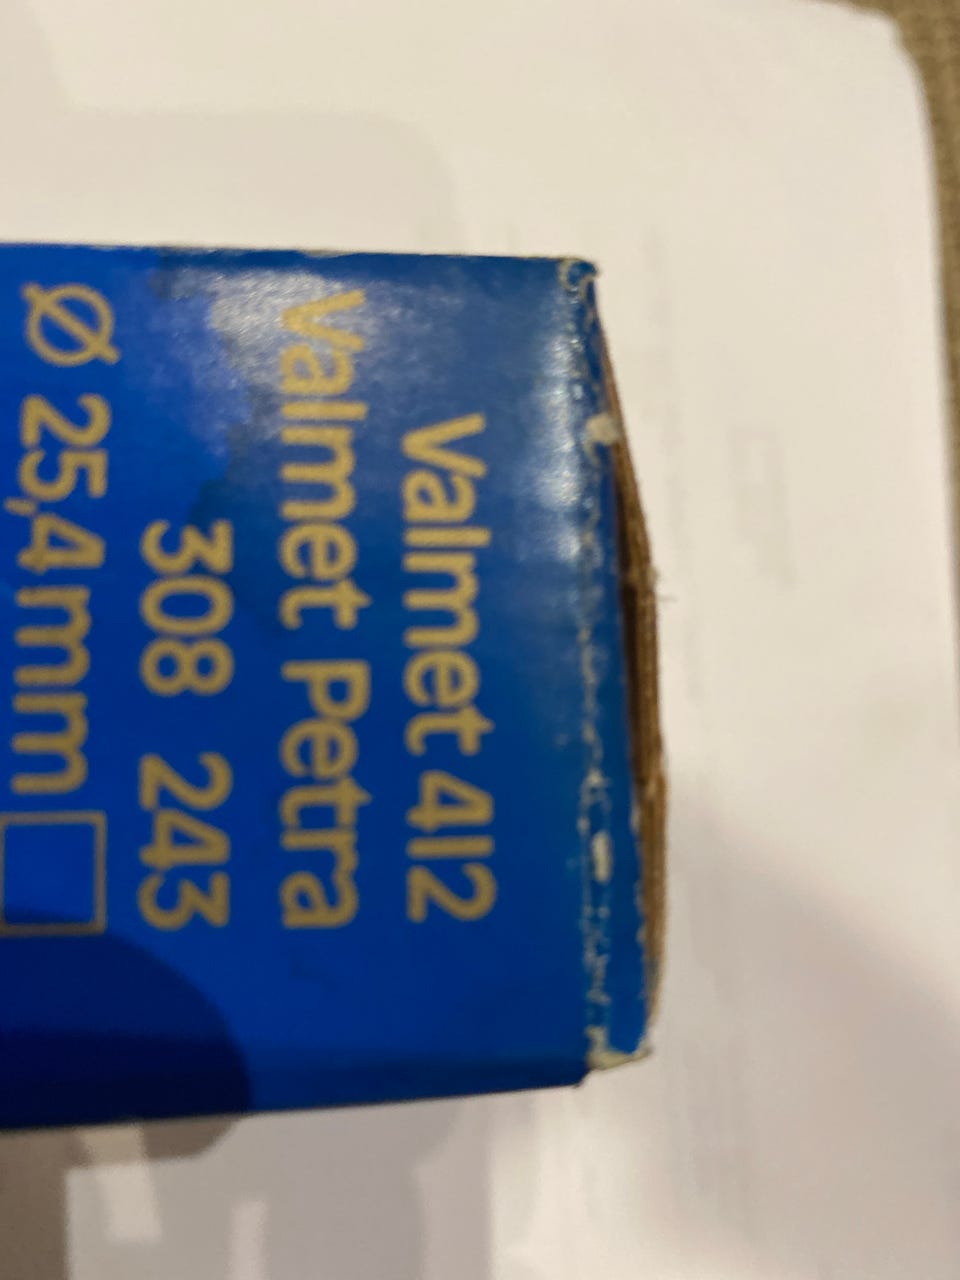 Valmet 412
Valmet Petra
308 243
Ø 25,4 mm